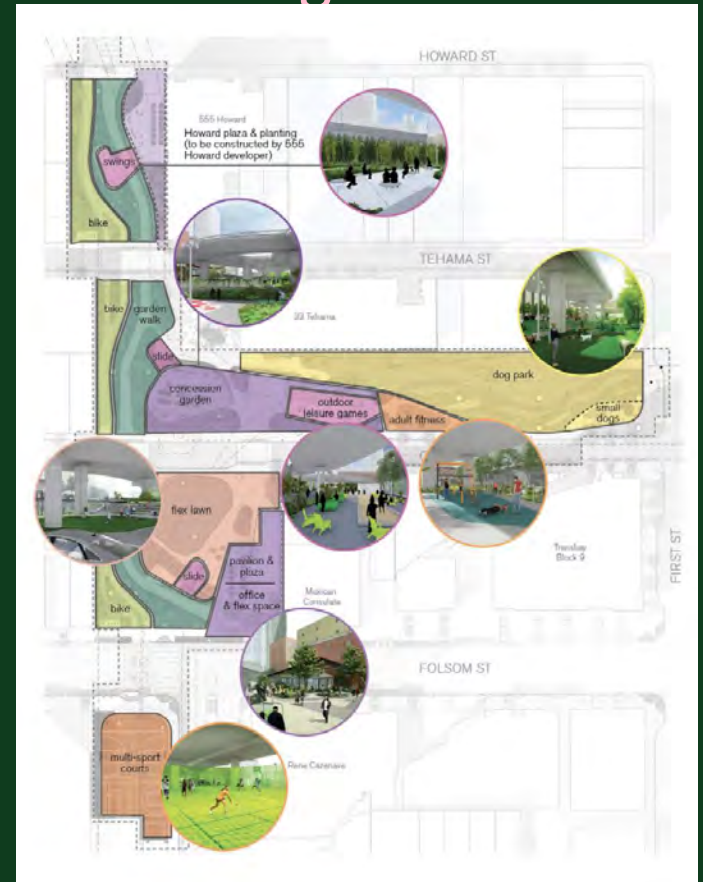 HOWARD ST
555 Howard
Howard plaza & planting
(to be constructed by 555
Howard developer)
swings
bike
TEHAMA ST
bike
garden
walk
33 Tehama
slide
concession
garden
dog park
outdoor
leisure games
adult fitness
small
dogs
flex lawn
slide
pavilion &
plaza
office
& flex space
bike
Mexican
Consulate
Transbay
Block 9
FIRST ST
FOLSOM ST
multi-sport
courts
Rene Cazenave